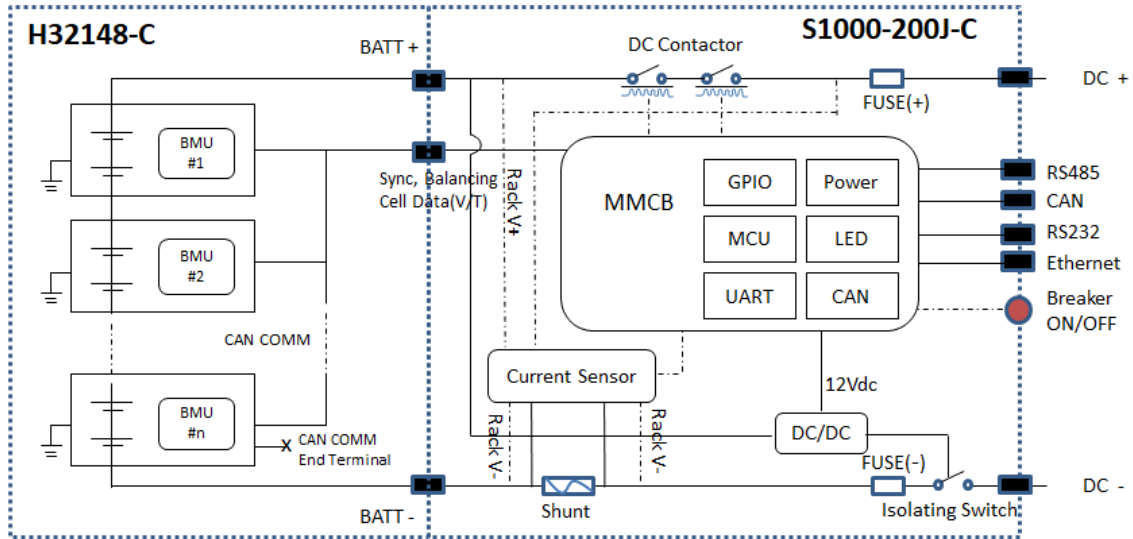 H32148-C
S1000-200J-C
BATT +
DC Contactor
DC +
FUSE(+)
BMU
#1
Sync, Balancing
Cell Data(V/T)
Rack V+
MMCB
GPIO
Power
MCU
LED
UART
CAN
RS485
CAN
RS232
Ethernet
Breaker
ON/OFF
BMU
#2
CAN COMM
Current Sensor
12Vdc
BMU
#n
CAN COMM
End Terminal
X
Rack V-
Rack V-
DC/DC
FUSE(-)
BATT -
Shunt
Isolating Switch
DC -